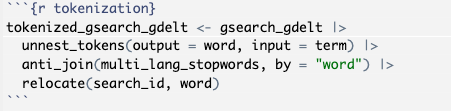 ```{r tokenization}
tokenized_gsearch_gdelt <- gsearch_gdelt |>
  unnest_tokens(output = word, input = term) |>
  anti_join(multi_lang_stopwords, by = "word") |>
  relocate(search_id, word)
```